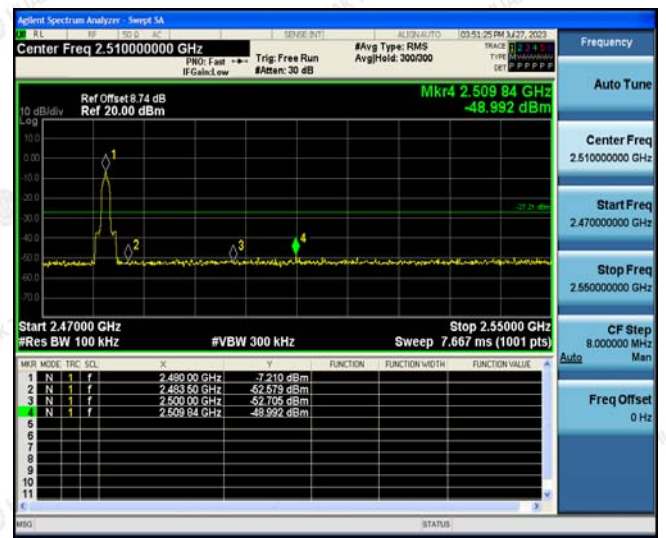 Agilent Spectrum Analyzer - Swept SA
RL RF 50 Ω AC SENSE:INT ALIGN AUTO 03:51:25 PM Jul 27, 2023
Center Freq 2.510000000 GHz
PNO: Fast
IFGain:Low
Trig: Free Run
#Atten: 30 dB
#Avg Type: RMS
Avg|Hold: 300/300
TRACE 1 2 3 4 5 6
TYPE
DET P P P P P P
Ref Offset 8.74 dB
10 dB/div Ref 20.00 dBm
Log
Mkr4 2.509 84 GHz
-48.992 dBm
10.0
0.00
-10.0
-20.0
-30.0
-40.0
-50.0
-60.0
-70.0
1
2
3
4
-27.21 dBm
Start 2.47000 GHz Stop 2.55000 GHz
#Res BW 100 kHz #VBW 300 kHz Sweep 7.667 ms (1001 pts)
MKR MODE TRC SCL X Y FUNCTION FUNCTION WIDTH FUNCTION VALUE
1 N 1 f 2.480 00 GHz -7.210 dBm
2 N 1 f 2.483 50 GHz -52.579 dBm
3 N 1 f 2.500 00 GHz -52.705 dBm
4 N 1 f 2.509 84 GHz -48.992 dBm
5
6
7
8
9
10
11
MSG STATUS
Frequency
Auto Tune
Center Freq
2.510000000 GHz
Start Freq
2.470000000 GHz
Stop Freq
2.550000000 GHz
CF Step
8.000000 MHz
Auto Man
Freq Offset
0 Hz